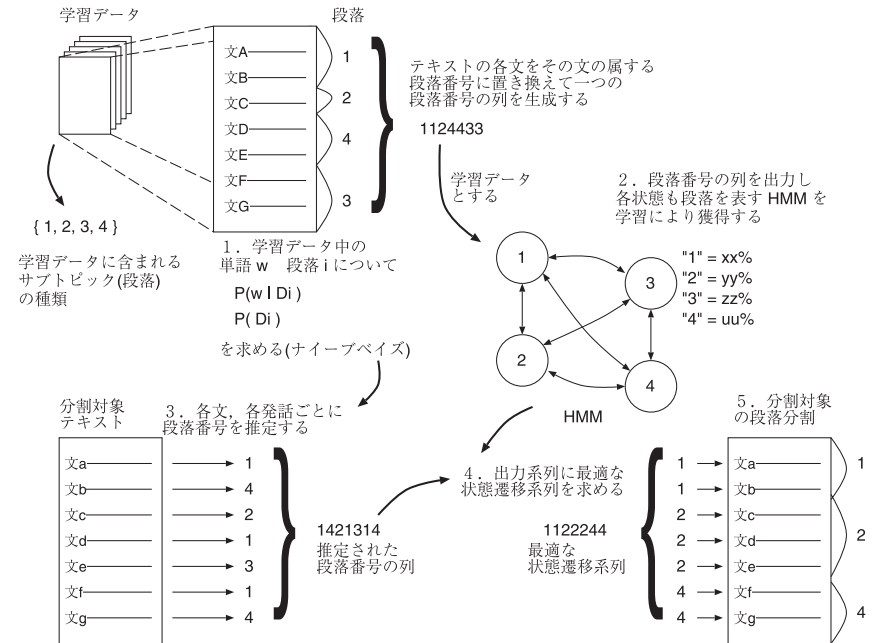 学習データ
段落
文A
文B
文C
文D
文E
文F
文G
1
2
4
3
テキストの各文をその文の属する
段落番号に置き換えて一つの
段落番号の列を生成する
1124433
{ 1, 2, 3, 4 }
学習データに含まれる
サブトピック(段落)
の種類
1．学習データ中の
単語 w　段落 i について
P(w | Di )
P( Di )
を求める(ナイーブベイズ)
学習データ
とする
2．段落番号の列を出力し
各状態も段落を表す HMM を
学習により獲得する
1
2
3
4
"1" = xx%
"2" = yy%
"3" = zz%
"4" = uu%
HMM
分割対象
テキスト
3．各文，各発話ごとに
段落番号を推定する
文a 1
文b 4
文c 2
文d 1
文e 3
文f 1
文g 4
1421314
推定された
段落番号の列
4．出力系列に最適な
状態遷移系列を求める
1122244
最適な
状態遷移系列
5．分割対象
の段落分割
1 文a
1 文b
2 文c
2 文d
2 文e
4 文f
4 文g
1
2
4